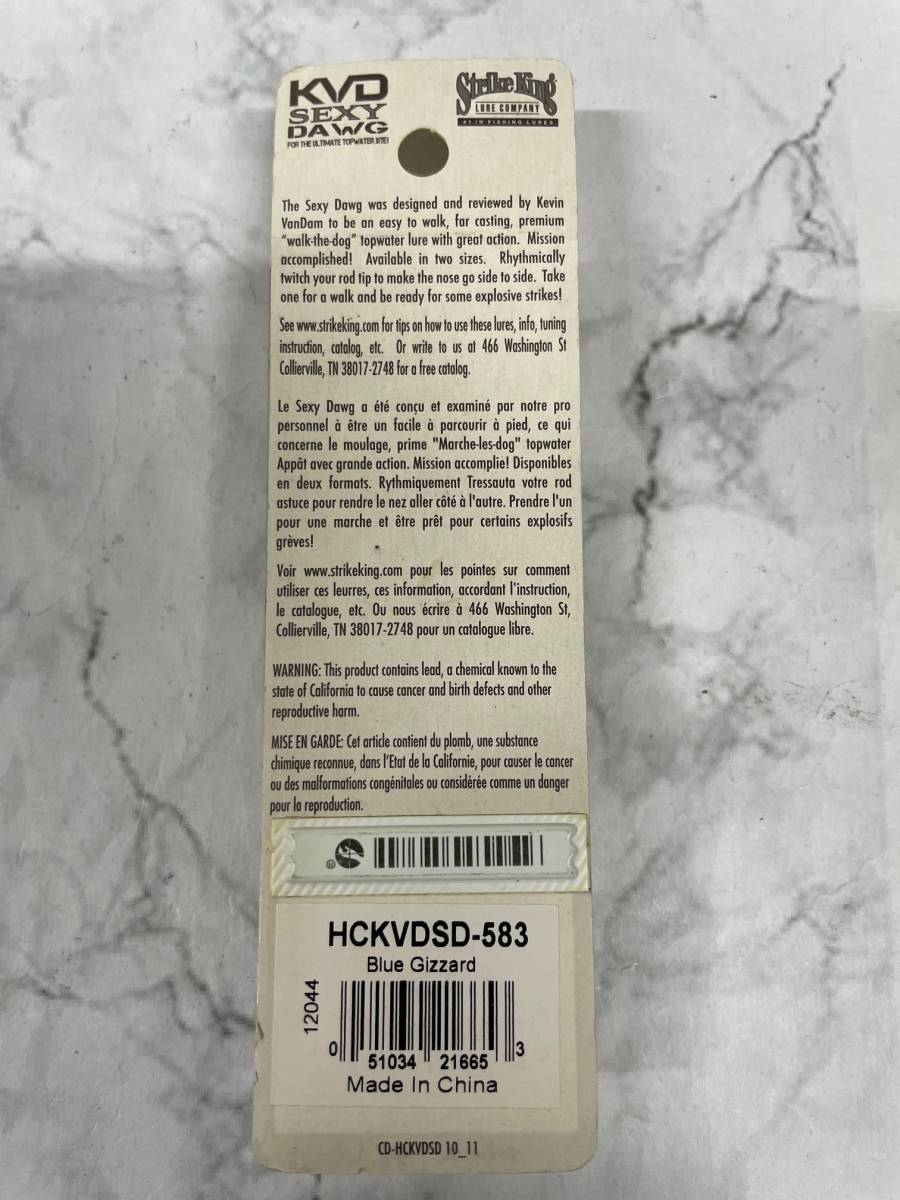 KVD
SEXY
DAWG
FOR THE ULTIMATE TOPWATER BITE!
Strike King
LURE COMPANY
#1 IN FISHING LURES
The Sexy Dawg was designed and reviewed by Kevin
VanDam to be an easy to walk, far casting, premium
"walk-the-dog" topwater lure with great action. Mission
accomplished! Available in two sizes. Rhythmically
twitch your rod tip to make the nose go side to side. Take
one for a walk and be ready for some explosive strikes!
See www.strikeking.com for tips on how to use these lures, info, tuning
instruction, catalog, etc. Or write to us at 466 Washington St
Collierville, TN 38017-2748 for a free catalog.
Le Sexy Dawg a été conçu et examiné par notre pro
personnel à être un facile à parcourir à pied, ce qui
concerne le moulage, prime "Marche-les-dog" topwater
Appât avec grande action. Mission accomplie! Disponibles
en deux formats. Rythmiquement Tressauta votre rod
astuce pour rendre le nez aller côté à l'autre. Prendre l'un
pour une marche et être prêt pour certains explosifs
grèves!
Voir www.strikeking.com pour les pointes sur comment
utiliser ces leurres, ces information, accordant l'instruction,
le catalogue, etc. Ou nous écrire à 466 Washington St,
Collierville, TN 38017-2748 pour un catalogue libre.
WARNING: This product contains lead, a chemical known to the
state of California to cause cancer and birth defects and other
reproductive harm.
MISE EN GARDE: Cet article contient du plomb, une substance
chimique reconnue, dans l'Etat de la Californie, pour causer le cancer
ou des malformations congénitales ou considérée comme un danger
pour la reproduction.
HCKVDSD-583
Blue Gizzard
12044
0 51034 21665 3
Made In China
CD-HCKVDSD 10_11